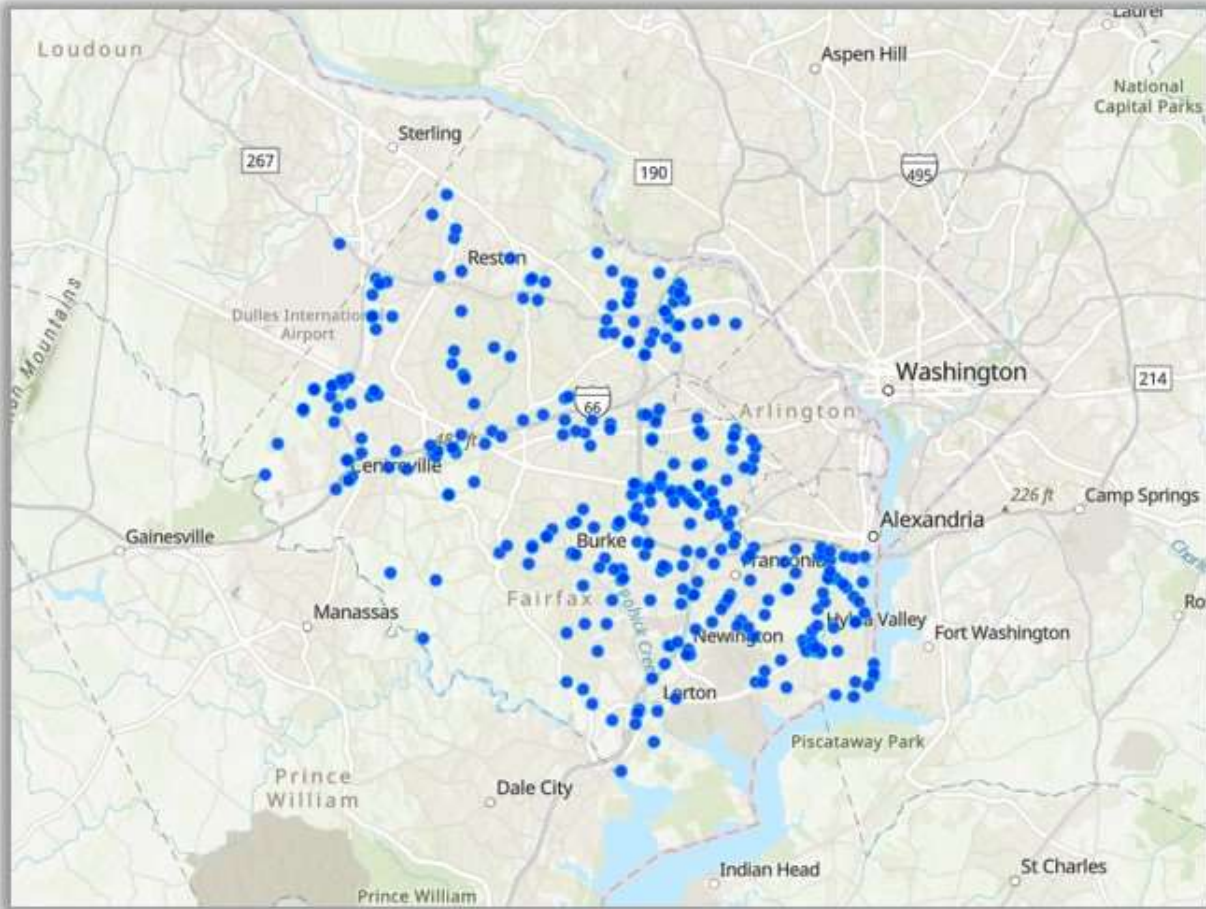 Laurel
Loudoun
Aspen Hill
National
Capital Parks
Sterling
267
190
495
Reston
Dulles International
Airport
Mountains
Washington
214
66
Arlington
ft
Centreville
226 ft
Camp Springs
Alexandria
Gainesville
Burke
Franconia
Fairfax
Manassas
Hybla Valley
Fort Washington
Newington
Lorton
Piscataway Park
Prince
William
Dale City
Indian Head
St Charles
Prince William